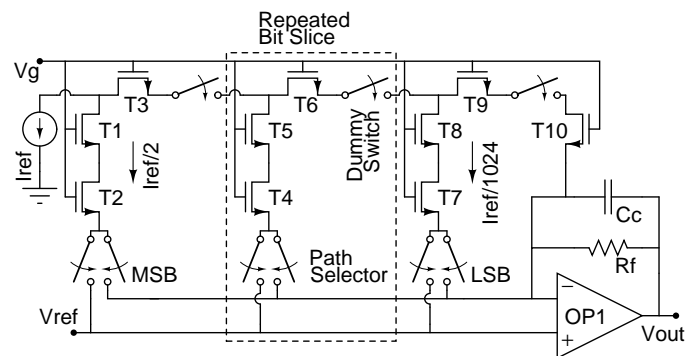 Repeated
Bit Slice
Vg
T3
T6
T9
T1
T5
T8
T10
Iref
Iref/2
Dummy
Switch
Iref/1024
T2
T4
T7
Cc
Rf
MSB
Path
Selector
LSB
Vref
−
+
OP1
Vout